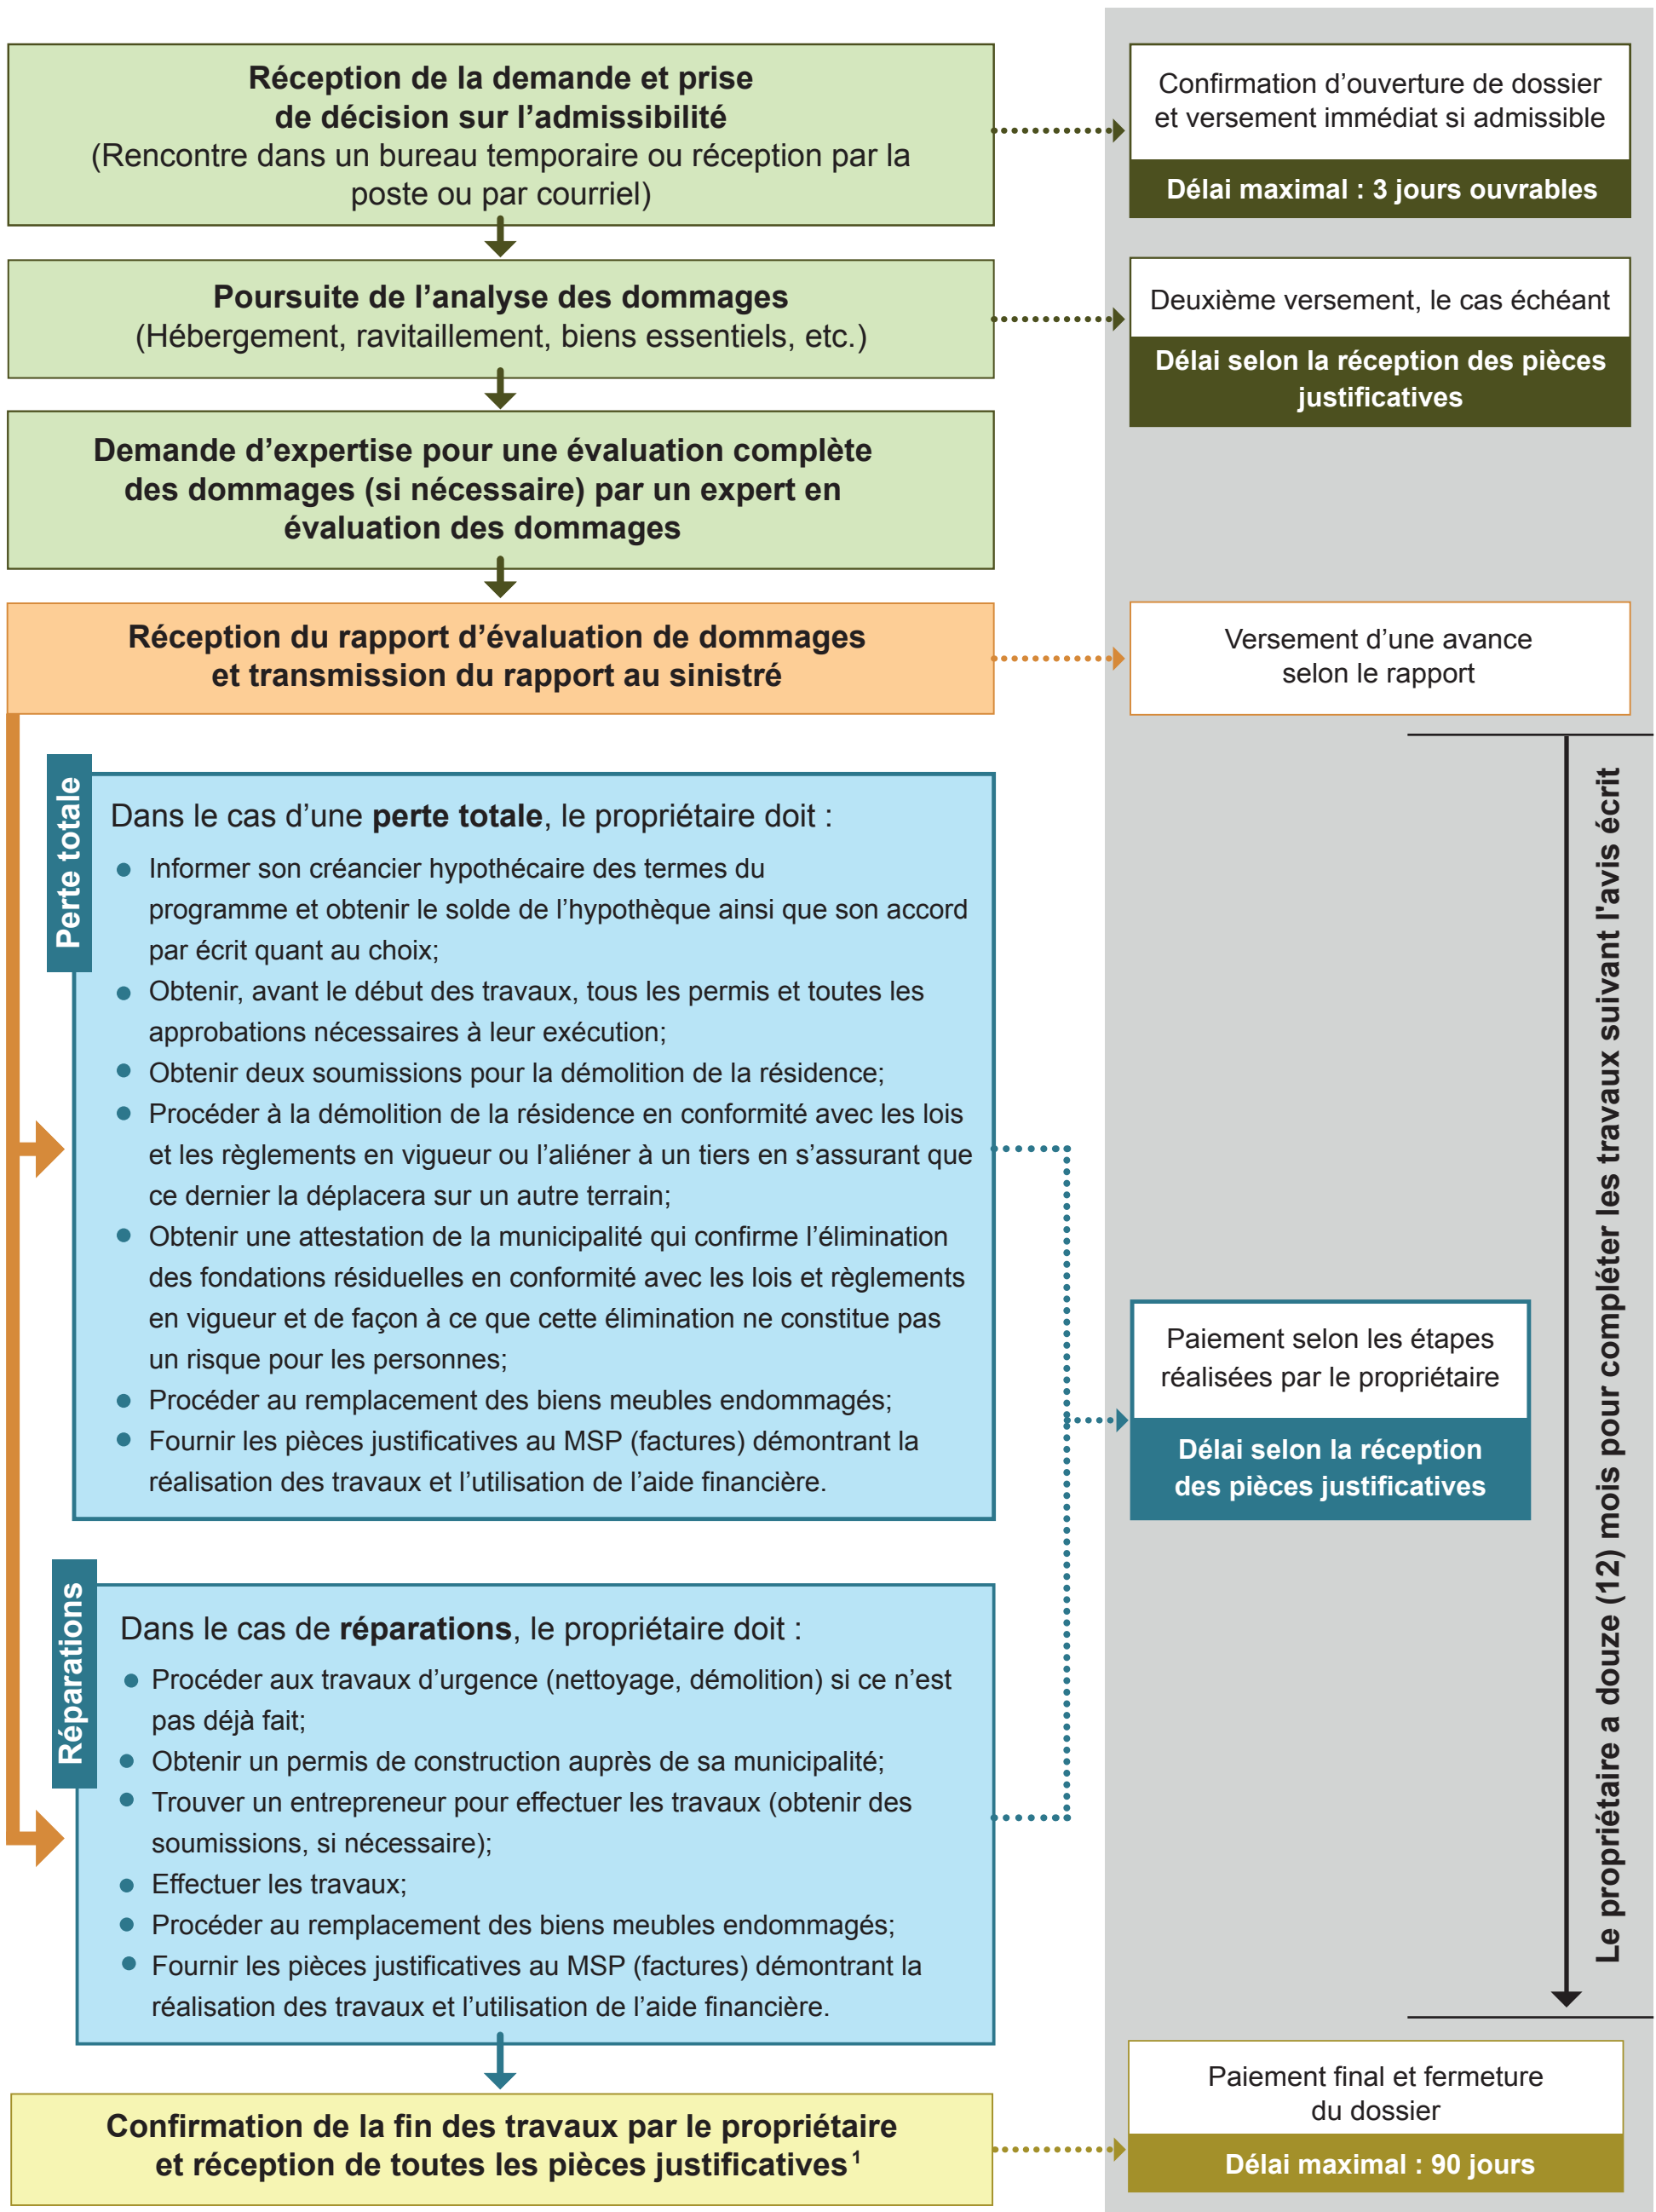 Réception de la demande et prise
de décision sur l’admissibilité
(Rencontre dans un bureau temporaire ou réception par la
poste ou par courriel)
Confirmation d’ouverture de dossier
et versement immédiat si admissible
Délai maximal : 3 jours ouvrables
Poursuite de l’analyse des dommages
(Hébergement, ravitaillement, biens essentiels, etc.)
Deuxième versement, le cas échéant
Délai selon la réception des pièces
justificatives
Demande d’expertise pour une évaluation complète
des dommages (si nécessaire) par un expert en
évaluation des dommages
Réception du rapport d’évaluation de dommages
et transmission du rapport au sinistré
Versement d’une avance
selon le rapport
Perte totale
Dans le cas d’une perte totale, le propriétaire doit :
Informer son créancier hypothécaire des termes du
programme et obtenir le solde de l’hypothèque ainsi que son accord
par écrit quant au choix;
Obtenir, avant le début des travaux, tous les permis et toutes les
approbations nécessaires à leur exécution;
Obtenir deux soumissions pour la démolition de la résidence;
Procéder à la démolition de la résidence en conformité avec les lois
et les règlements en vigueur ou l’aliéner à un tiers en s’assurant que
ce dernier la déplacera sur un autre terrain;
Obtenir une attestation de la municipalité qui confirme l’élimination
des fondations résiduelles en conformité avec les lois et règlements
en vigueur et de façon à ce que cette élimination ne constitue pas
un risque pour les personnes;
Procéder au remplacement des biens meubles endommagés;
Fournir les pièces justificatives au MSP (factures) démontrant la
réalisation des travaux et l’utilisation de l’aide financière.
Paiement selon les étapes
réalisées par le propriétaire
Délai selon la réception
des pièces justificatives
Le propriétaire a douze (12) mois pour compléter les travaux suivant l'avis écrit
Réparations
Dans le cas de réparations, le propriétaire doit :
Procéder aux travaux d’urgence (nettoyage, démolition) si ce n’est
pas déjà fait;
Obtenir un permis de construction auprès de sa municipalité;
Trouver un entrepreneur pour effectuer les travaux (obtenir des
soumissions, si nécessaire);
Effectuer les travaux;
Procéder au remplacement des biens meubles endommagés;
Fournir les pièces justificatives au MSP (factures) démontrant la
réalisation des travaux et l’utilisation de l’aide financière.
Confirmation de la fin des travaux par le propriétaire
et réception de toutes les pièces justificatives 1
Paiement final et fermeture
du dossier
Délai maximal : 90 jours